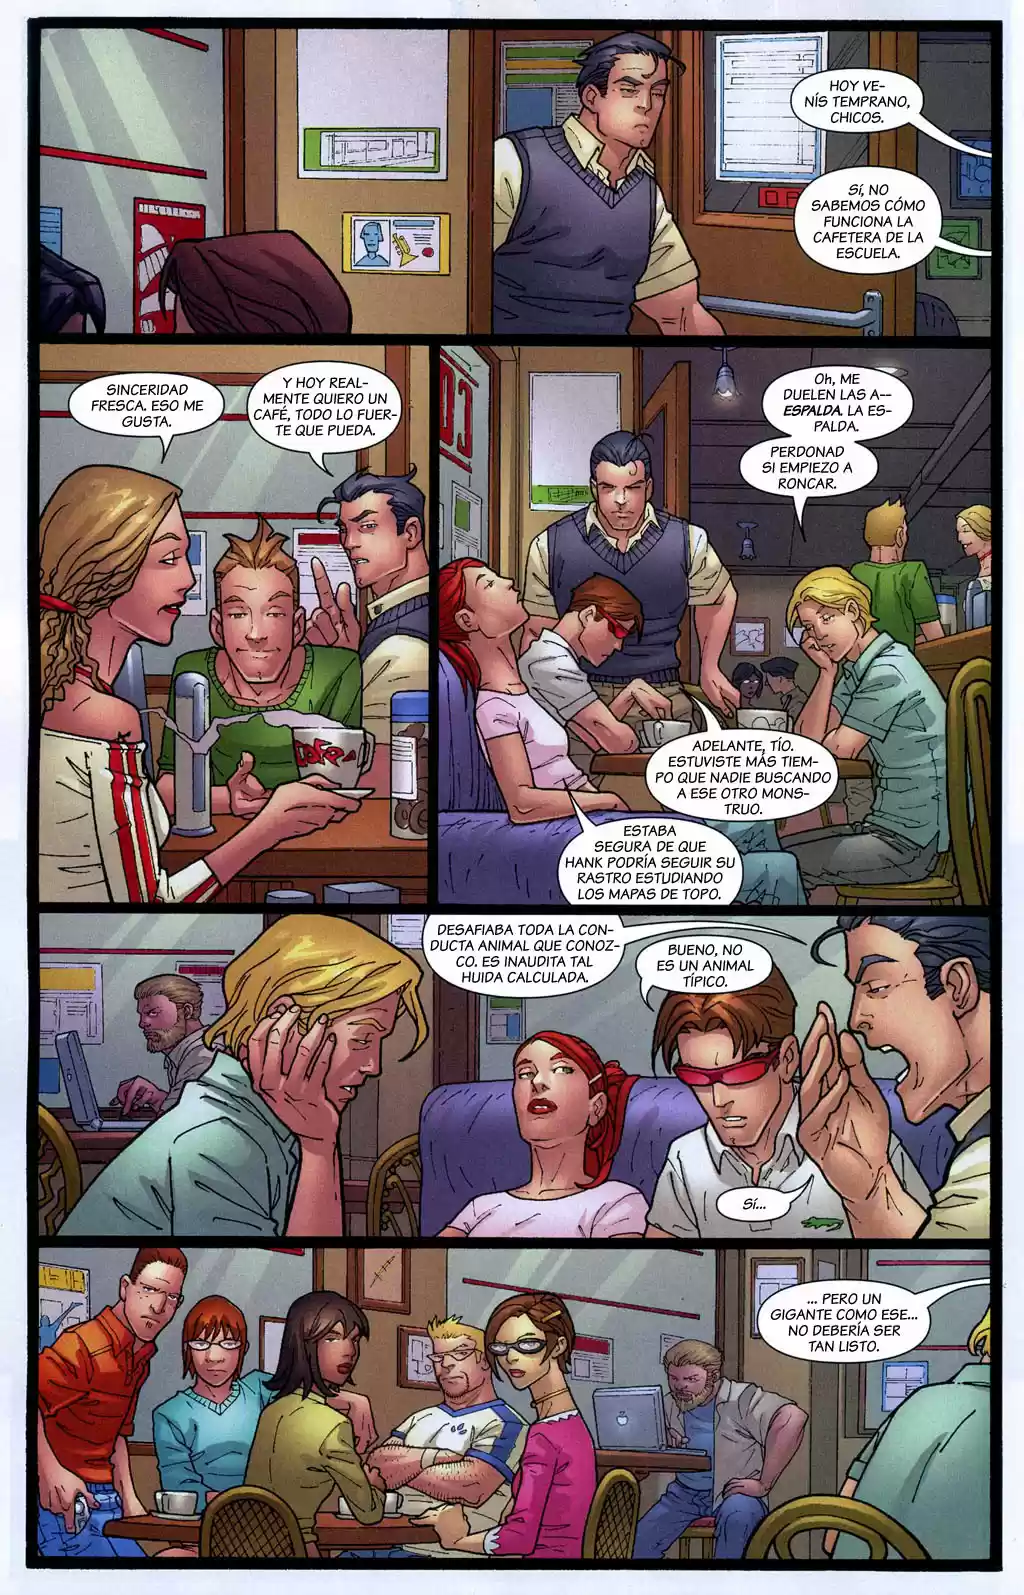 HOY VE-
NÍS TEMPRANO,
CHICOS.
SÍ, NO
SABEMOS CÓMO
FUNCIONA LA
CAFETERA DE LA
ESCUELA.
SINCERIDAD
FRESCA. ESO ME
GUSTA.
Y HOY REAL-
MENTE QUIERO UN
CAFÉ, TODO LO FUER-
TE QUE PUEDA.
CAFE
Oh, ME
DUELEN LAS A--
ESPALDA. LA ES-
PALDA.
PERDONAD
SI EMPIEZO A
RONCAR.
ADELANTE, TÍO.
ESTUVISTE MÁS TIEM-
PO QUE NADIE BUSCANDO
A ESE OTRO MONS-
TRUO.
ESTABA
SEGURA DE QUE
HANK PODRÍA SEGUIR SU
RASTRO ESTUDIANDO
LOS MAPAS DE TOPO.
DESAFIABA TODA LA CON-
DUCTA ANIMAL QUE CONOZ-
CO. ES INAUDITA TAL
HUIDA CALCULADA.
BUENO, NO
ES UN ANIMAL
TÍPICO.
SÍ...
... PERO UN
GIGANTE COMO ESE...
NO DEBERÍA SER
TAN LISTO.